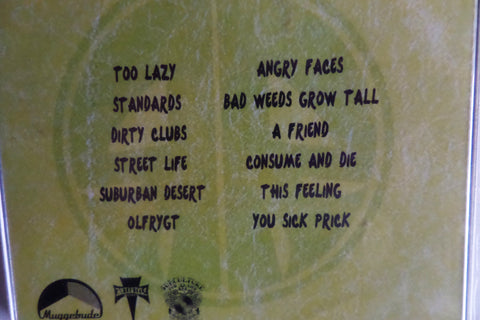 TOO LAZY
STANDARDS
DIRTY CLUBS
STREET LIFE
SUBURBAN DESERT
OLFRYGT
ANGRY FACES
BAD WEEDS GROW TALL
A FRIEND
CONSUME AND DIE
THIS FEELING
YOU SICK PRICK
Muggebude